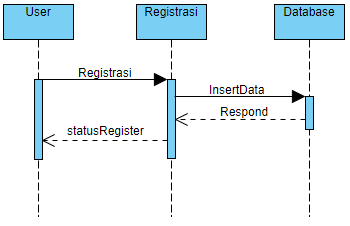 User
Registrasi
Database
Registrasi
InsertData
Respond
statusRegister